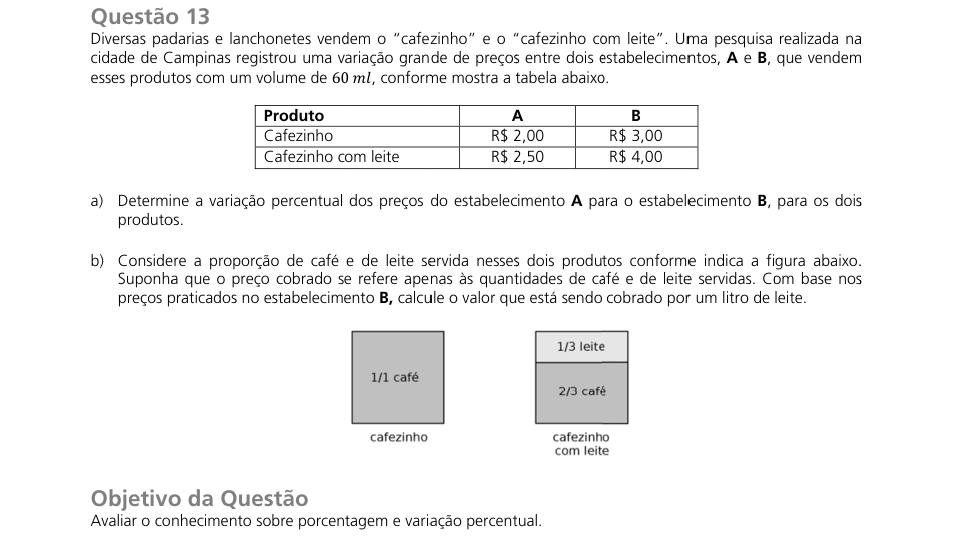 Questão 13
Diversas padarias e lanchonetes vendem o “cafezinho” e o “cafezinho com leite”. Uma pesquisa realizada na
cidade de Campinas registrou uma variação grande de preços entre dois estabelecimentos, A e B, que vendem
esses produtos com um volume de 60 ml, conforme mostra a tabela abaixo.
Produto A B
Cafezinho R$ 2,00 R$ 3,00
Cafezinho com leite R$ 2,50 R$ 4,00
a) Determine a variação percentual dos preços do estabelecimento A para o estabelecimento B, para os dois
produtos.
b) Considere a proporção de café e de leite servida nesses dois produtos conforme indica a figura abaixo.
Suponha que o preço cobrado se refere apenas às quantidades de café e de leite servidas. Com base nos
preços praticados no estabelecimento B, calcule o valor que está sendo cobrado por um litro de leite.
1/1 café
1/3 leite
2/3 café
cafezinho
cafezinho
com leite
Objetivo da Questão
Avaliar o conhecimento sobre porcentagem e variação percentual.